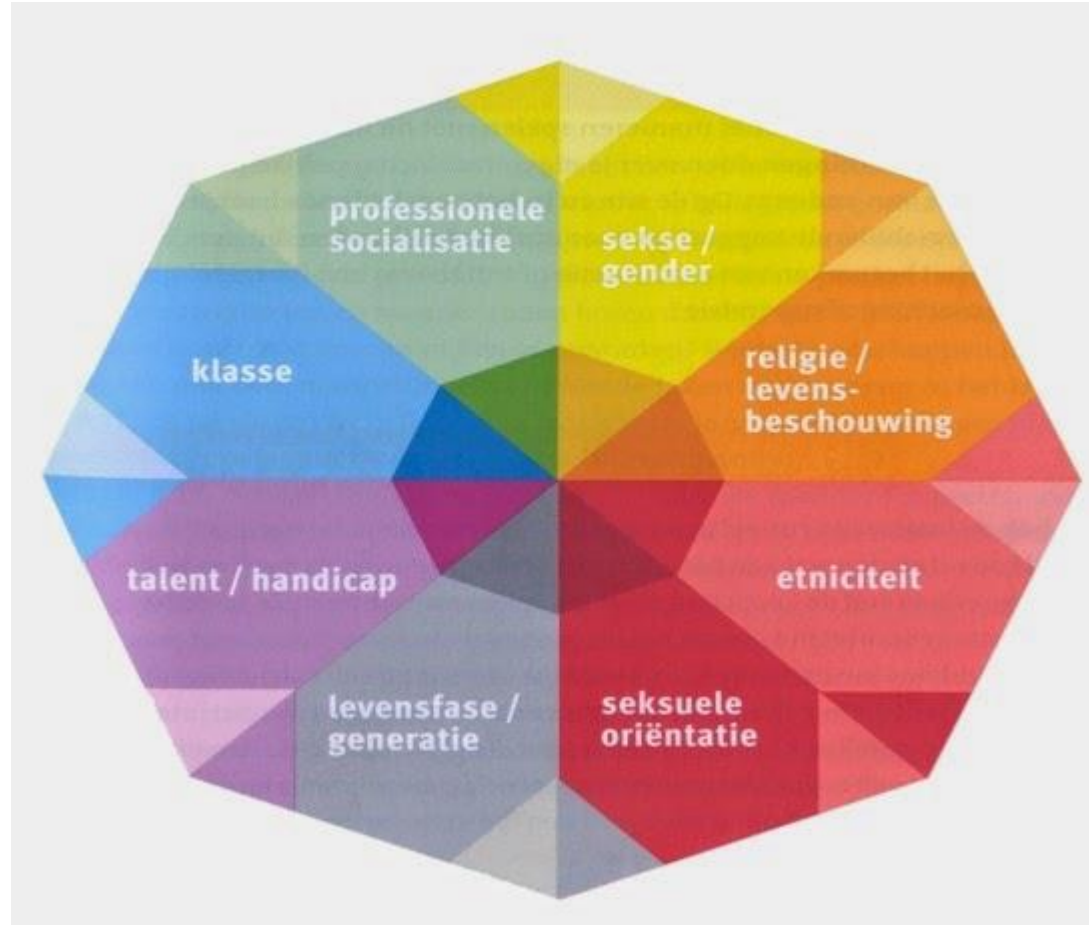 professionele
socialisatie
sekse /
gender
religie /
levens-
beschouwing
etniciteit
seksuele
oriëntatie
levensfase /
generatie
talent / handicap
klasse